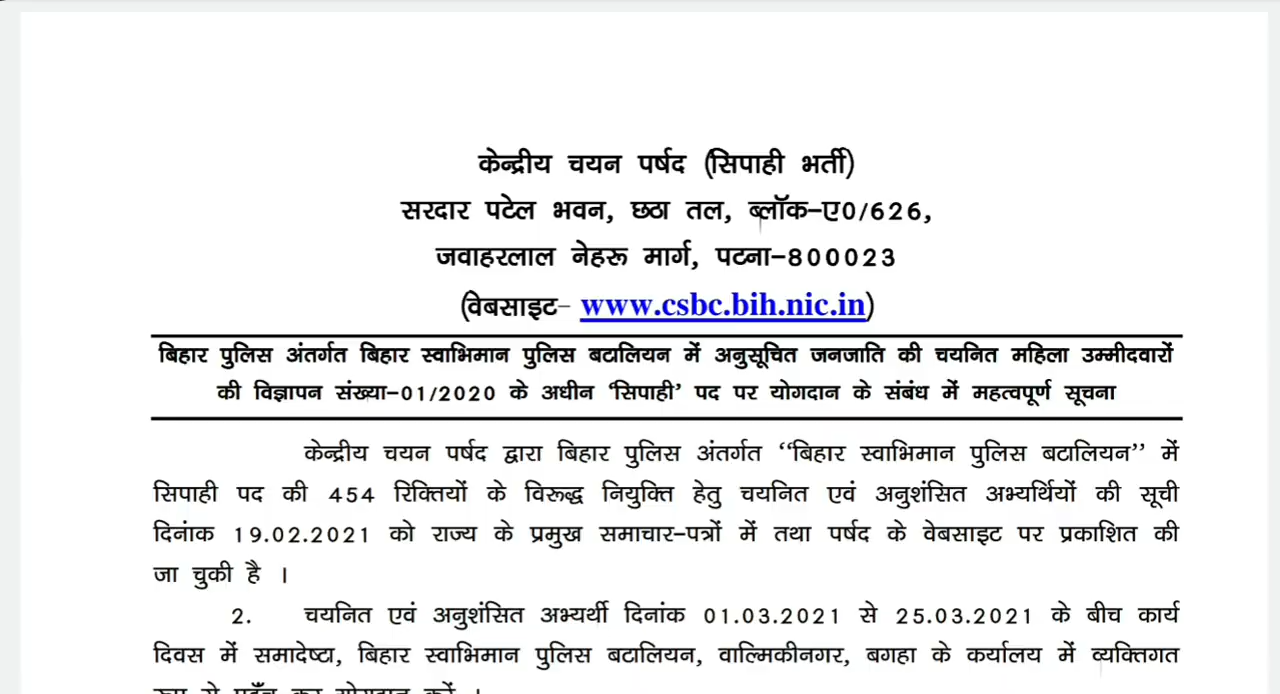 केन्द्रीय चयन पर्षद (सिपाही भर्ती)
सरदार पटेल भवन, छठा तल, ब्लॉक-ए0/626,
जवाहरलाल नेहरू मार्ग, पटना-800023
(वेबसाइट- www.csbc.bih.nic.in)
बिहार पुलिस अंतर्गत बिहार स्वाभिमान पुलिस बटालियन में अनुसूचित जनजाति की चयनित महिला उम्मीदवारों
की विज्ञापन संख्या-01/2020 के अधीन ‘सिपाही’ पद पर योगदान के संबंध में महत्वपूर्ण सूचना
केन्द्रीय चयन पर्षद द्वारा बिहार पुलिस अंतर्गत ‘‘बिहार स्वाभिमान पुलिस बटालियन’’ में
सिपाही पद की 454 रिक्तियों के विरूद्ध नियुक्ति हेतु चयनित एवं अनुशंसित अभ्यर्थियों की सूची
दिनांक 19.02.2021 को राज्य के प्रमुख समाचार-पत्रों में तथा पर्षद के वेबसाइट पर प्रकाशित की
जा चुकी है ।
2. चयनित एवं अनुशंसित अभ्यर्थी दिनांक 01.03.2021 से 25.03.2021 के बीच कार्य
दिवस में समादेष्टा, बिहार स्वाभिमान पुलिस बटालियन, वाल्मिकीनगर, बगहा के कर्यालय में व्यक्तिगत
रूप से पहुँच कर योगदान करें ।